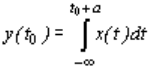 y(t₀) = ∫_{-∞}^{t₀+a} x(t)dt